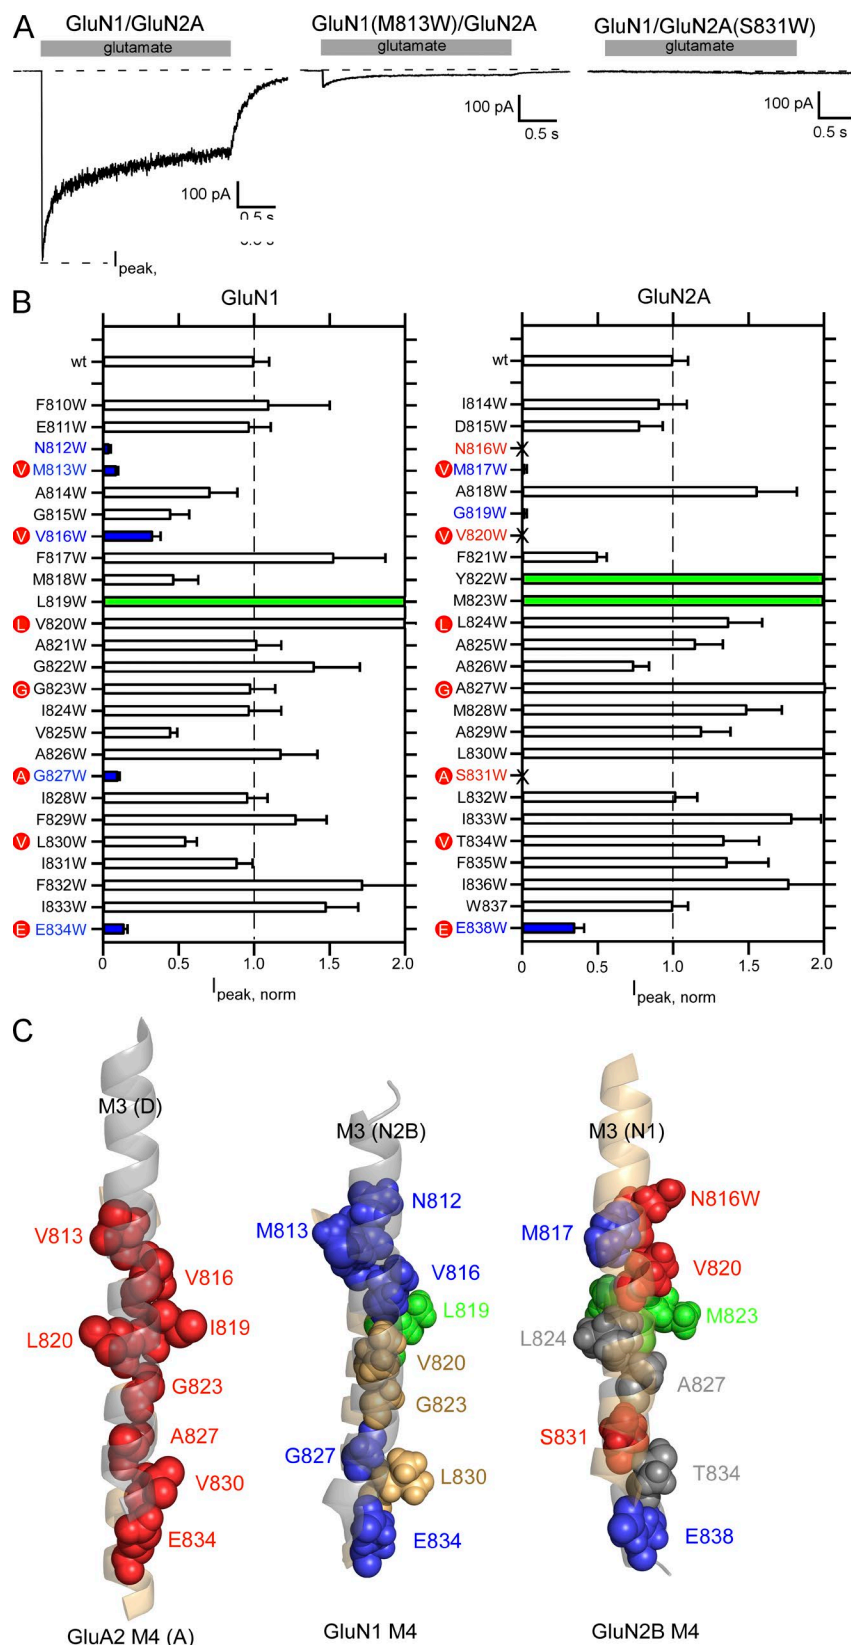 A
GluN1/GluN2A
GluN1(M813W)/GluN2A
GluN1/GluN2A(S831W)
glutamate
glutamate
glutamate
100 pA
0.5 s
100 pA
0.5 s
100 pA
0.5 s
I peak,
B
GluN1
GluN2A
wt
F810W
E811W
N812W
V M813W
A814W
G815W
V V816W
F817W
M818W
L819W
L V820W
A821W
G822W
G G823W
I824W
V825W
A826W
A G827W
I828W
F829W
V L830W
I831W
F832W
I833W
E E834W
0 0.5 1 1.5 2.0
I peak, norm
wt
I814W
D815W
N816W
V M817W
A818W
G819W
V V820W
F821W
Y822W
M823W
L L824W
A825W
A826W
G A827W
M828W
A829W
L830W
A S831W
L832W
I833W
V T834W
F835W
I836W
W837
E E838W
0 0.5 1 1.5 2.0
I peak, norm
C
M3 (D)
V813
V816
L820
I819
G823
A827
V830
E834
GluA2 M4 (A)
M3 (N2B)
N812
M813
V816
L819
V820
G823
G827
L830
E834
GluN1 M4
M3 (N1)
N816W
M817
V820
M823
L824
A827
S831
T834
E838
GluN2B M4